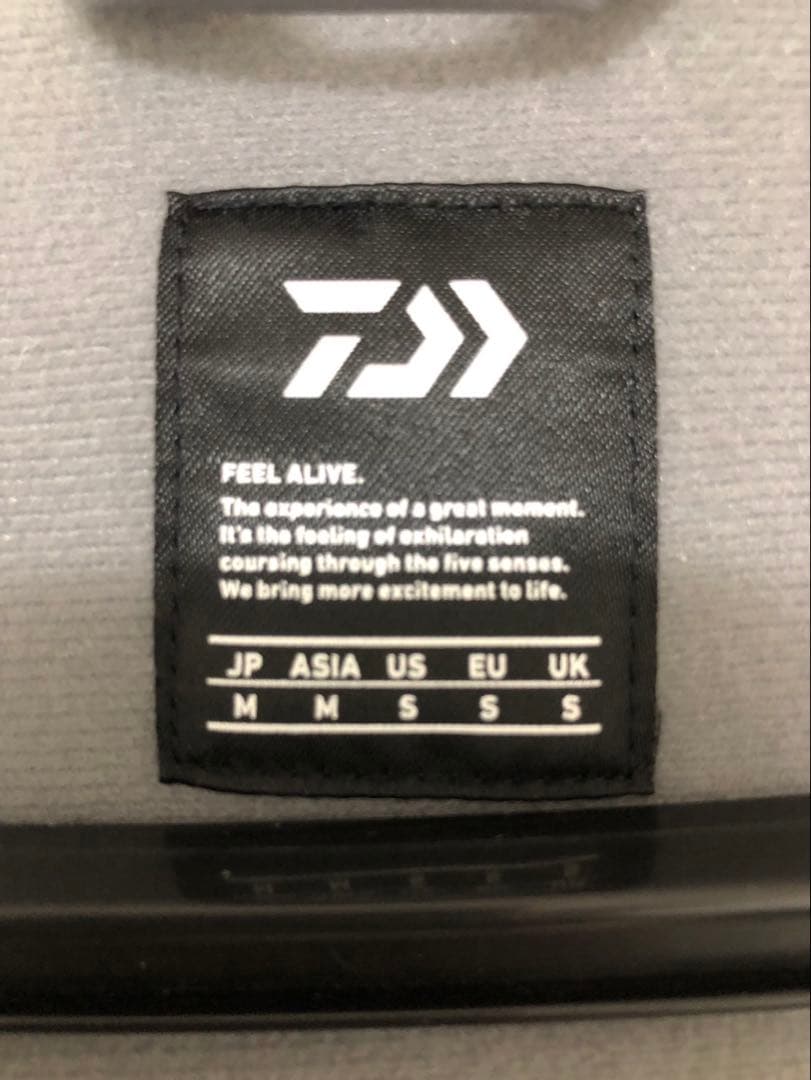 FEEL ALIVE.
The experience of a great moment.
It's the feeling of exhilaration
coursing through the five senses.
We bring more excitement to life.
JP ASIA US EU UK
M M S S S